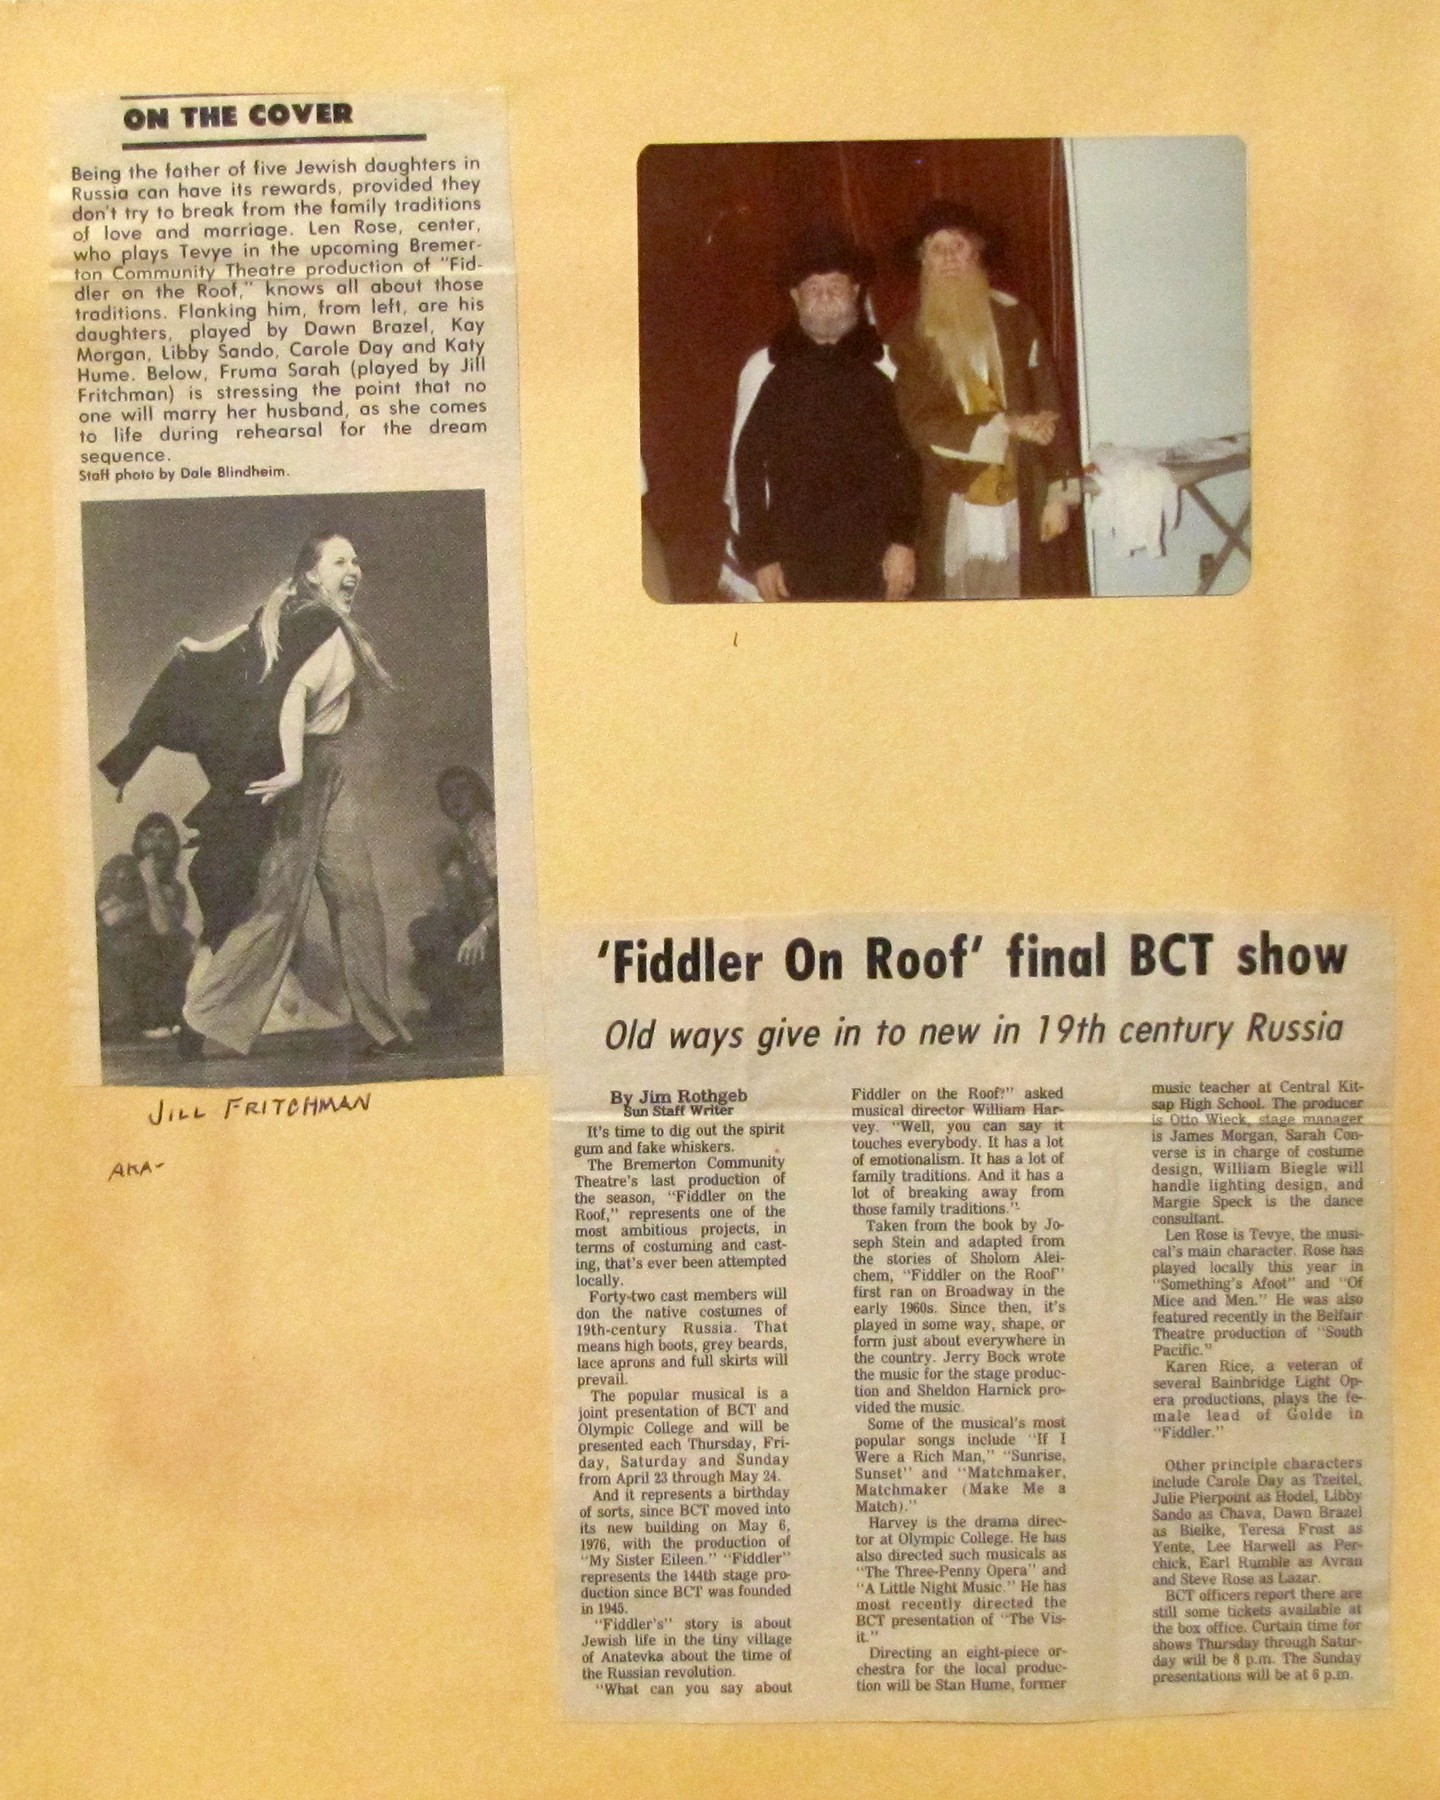 ON THE COVER
Being the father of five Jewish daughters in
Russia can have its rewards, provided they
don't try to break from the family traditions
of love and marriage. Len Rose, center,
who plays Tevye in the upcoming Bremer-
ton Community Theatre production of "Fid-
dler on the Roof," knows all about those
traditions. Flanking him, from left, are his
daughters, played by Dawn Brazel, Kay
Morgan, Libby Sando, Carole Day and Katy
Hume. Below, Fruma Sarah (played by Jill
Fritchman) is stressing the point that no
one will marry her husband, as she comes
to life during rehearsal for the dream
sequence.
Staff photo by Dale Blindheim.
JILL FRITCHMAN
AKA-
'Fiddler On Roof' final BCT show
Old ways give in to new in 19th century Russia
By Jim Rothgeb
Sun Staff Writer
It's time to dig out the spirit
gum and fake whiskers.
The Bremerton Community
Theatre's last production of
the season, "Fiddler on the
Roof," represents one of the
most ambitious projects, in
terms of costuming and cast-
ing, that's ever been attempted
locally.
Forty-two cast members will
don the native costumes of
19th-century Russia. That
means high boots, grey beards,
lace aprons and full skirts will
prevail.
The popular musical is a
joint presentation of BCT and
Olympic College and will be
presented each Thursday, Fri-
day, Saturday and Sunday
from April 23 through May 24.
And it represents a birthday
of sorts, since BCT moved into
its new building on May 6,
1976, with the production of
"My Sister Eileen." "Fiddler"
represents the 144th stage pro-
duction since BCT was founded
in 1945.
"Fiddler's" story is about
Jewish life in the tiny village
of Anatevka about the time of
the Russian revolution.
"What can you say about
Fiddler on the Roof?" asked
musical director William Har-
vey. "Well, you can say it
touches everybody. It has a lot
of emotionalism. It has a lot of
family traditions. And it has a
lot of breaking away from
those family traditions."
Taken from the book by Jo-
seph Stein and adapted from
the stories of Sholom Alei-
chem, "Fiddler on the Roof"
first ran on Broadway in the
early 1960s. Since then, it's
played in some way, shape, or
form just about everywhere in
the country. Jerry Bock wrote
the music for the stage produc-
tion and Sheldon Harnick pro-
vided the music.
Some of the musical's most
popular songs include "If I
Were a Rich Man," "Sunrise,
Sunset" and "Matchmaker,
Matchmaker (Make Me a
Match)."
Harvey is the drama direc-
tor at Olympic College. He has
also directed such musicals as
"The Three-Penny Opera" and
"A Little Night Music." He has
most recently directed the
BCT presentation of "The Vis-
it."
Directing an eight-piece or-
chestra for the local produc-
tion will be Stan Hume, former
music teacher at Central Kit-
sap High School. The producer
is Otto Wieck, stage manager
is James Morgan, Sarah Con-
verse is in charge of costume
design, William Biegle will
handle lighting design, and
Margie Speck is the dance
consultant.
Len Rose is Tevye, the musi-
cal's main character. Rose has
played locally this year in
"Something's Afoot" and "Of
Mice and Men." He was also
featured recently in the Belfair
Theatre production of "South
Pacific."
Karen Rice, a veteran of
several Bainbridge Light Op-
era productions, plays the fe-
male lead of Golde in
"Fiddler."
Other principle characters
include Carole Day as Tzeitel,
Julie Pierpoint as Hodel, Libby
Sando as Chava, Dawn Brazel
as Bielke, Teresa Frost as
Yente, Lee Harwell as Per-
chick, Earl Rumble as Avran
and Steve Rose as Lazar.
BCT officers report there are
still some tickets available at
the box office. Curtain time for
shows Thursday through Satur-
day will be 8 p.m. The Sunday
presentations will be at 6 p.m.